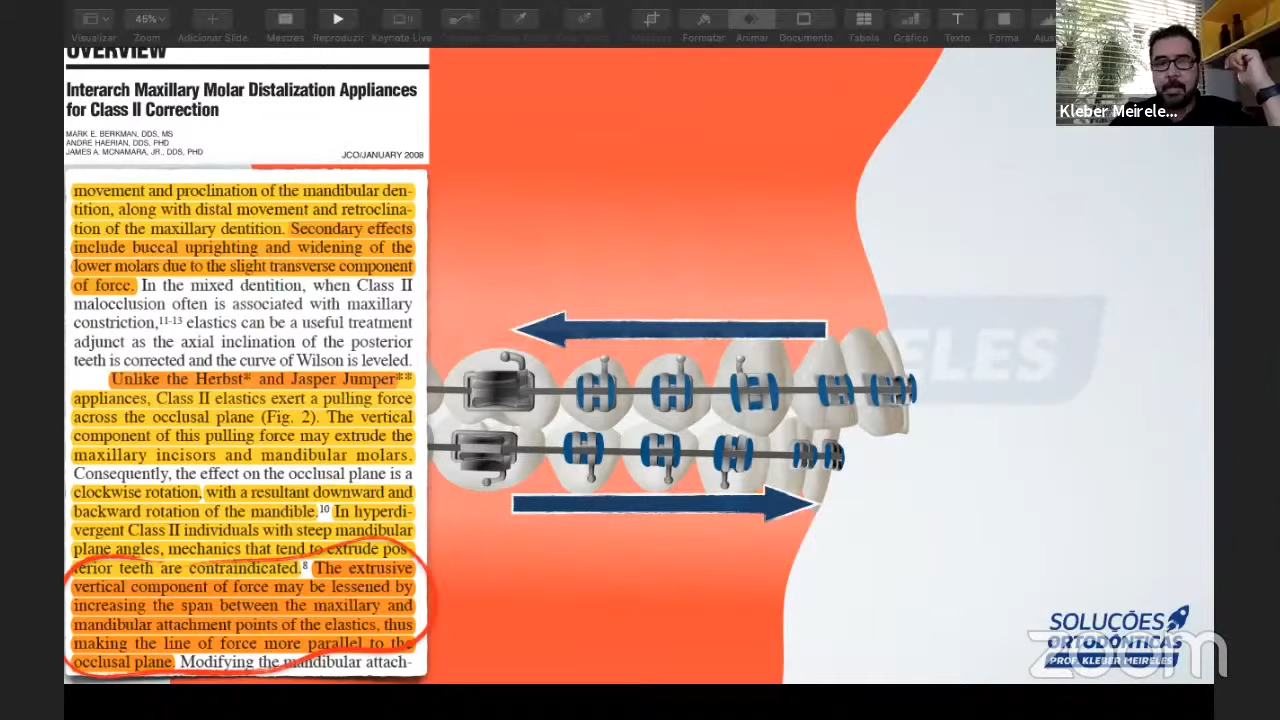 Visualizar
45%
Zoom
Adicionar Slide
Mestres
Reproduzir
Keynote Live
Formatar
Animar
Documento
Tabela
Gráfico
T
Texto
Forma
Kleber Meirele...
OVERVIEW
Interarch Maxillary Molar Distalization Appliances
for Class II Correction
MARK E. BERKMAN, DDS, MS
ANDRE HAERIAN, DDS, PHD
JAMES A. MCNAMARA, JR., DDS, PHD
JCO/JANUARY 2008
movement and proclination of the mandibular den-
tition, along with distal movement and retroclina-
tion of the maxillary dentition. Secondary effects
include buccal uprighting and widening of the
lower molars due to the slight transverse component
of force. In the mixed dentition, when Class II
malocclusion often is associated with maxillary
constriction,11-13 elastics can be a useful treatment
adjunct as the axial inclination of the posterior
teeth is corrected and the curve of Wilson is leveled.
Unlike the Herbst* and Jasper Jumper**
appliances, Class II elastics exert a pulling force
across the occlusal plane (Fig. 2). The vertical
component of this pulling force may extrude the
maxillary incisors and mandibular molars.
Consequently, the effect on the occlusal plane is a
clockwise rotation, with a resultant downward and
backward rotation of the mandible.10 In hyperdi-
vergent Class II individuals with steep mandibular
plane angles, mechanics that tend to extrude pos-
terior teeth are contraindicated.8 The extrusive
vertical component of force may be lessened by
increasing the span between the maxillary and
mandibular attachment points of the elastics, thus
making the line of force more parallel to the
occlusal plane. Modifying the mandibular attach-
ELES
SOLUÇÕES
ORTODÔNTICAS
PROF. KLEBER MEIRELES
zoom